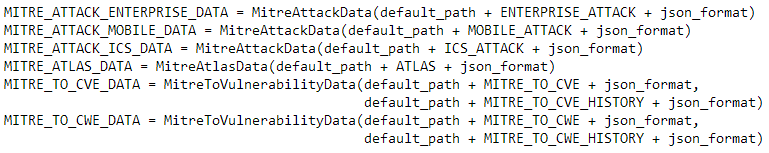 MITRE_ATTACK_ENTERPRISE_DATA = MitreAttackData(default_path + ENTERPRISE_ATTACK + json_format)
MITRE_ATTACK_MOBILE_DATA = MitreAttackData(default_path + MOBILE_ATTACK + json_format)
MITRE_ATTACK_ICS_DATA = MitreAttackData(default_path + ICS_ATTACK + json_format)
MITRE_ATLAS_DATA = MitreAtlasData(default_path + ATLAS + json_format)
MITRE_TO_CVE_DATA = MitreToVulnerabilityData(default_path + MITRE_TO_CVE + json_format,
default_path + MITRE_TO_CVE_HISTORY + json_format)
MITRE_TO_CWE_DATA = MitreToVulnerabilityData(default_path + MITRE_TO_CWE + json_format,
default_path + MITRE_TO_CWE_HISTORY + json_format)